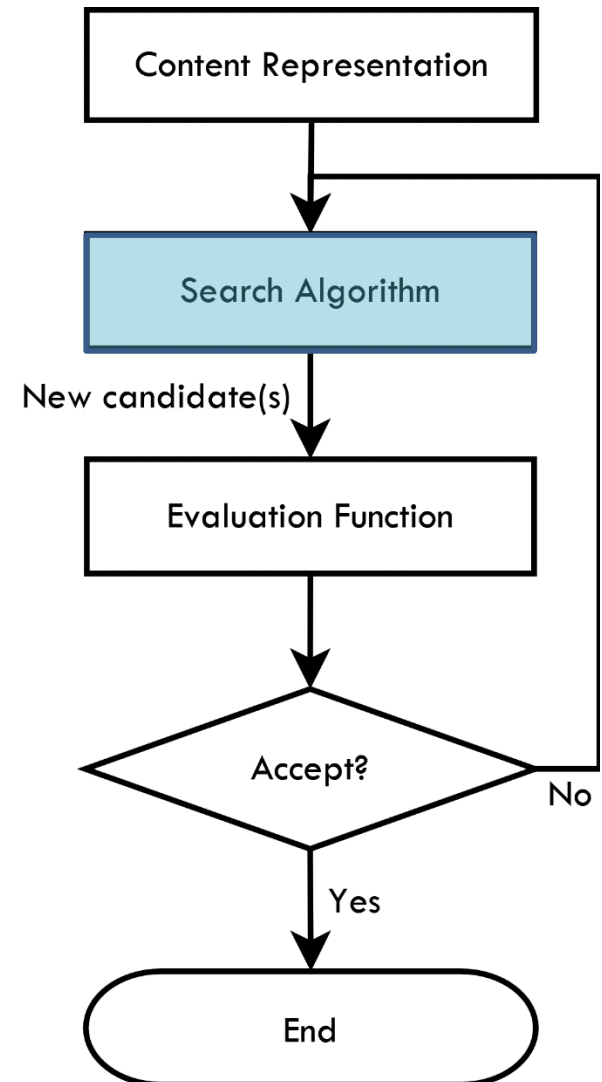 Content Representation
Search Algorithm
New candidate(s)
Evaluation Function
Accept?
No
Yes
End